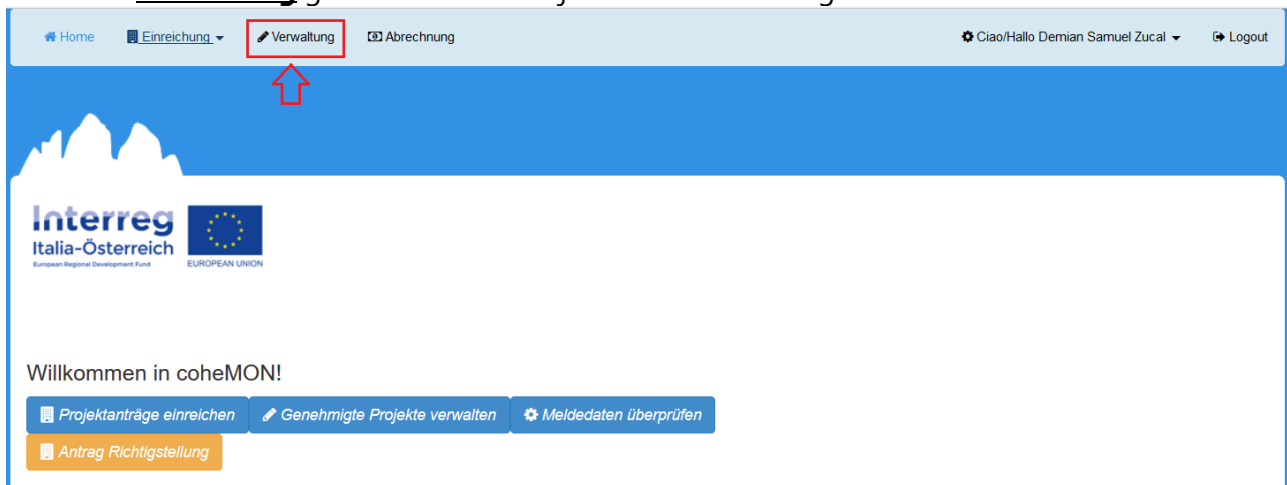 Home Einreichung Verwaltung Abrechnung Ciao/Hallo Demian Samuel Zucal Logout
Interreg
Italia-Österreich
European Regional Development Fund EUROPEAN UNION
Willkommen in coheMON!
Projektanträge einreichen Genehmigte Projekte verwalten Meldedaten überprüfen
Antrag Richtigstellung